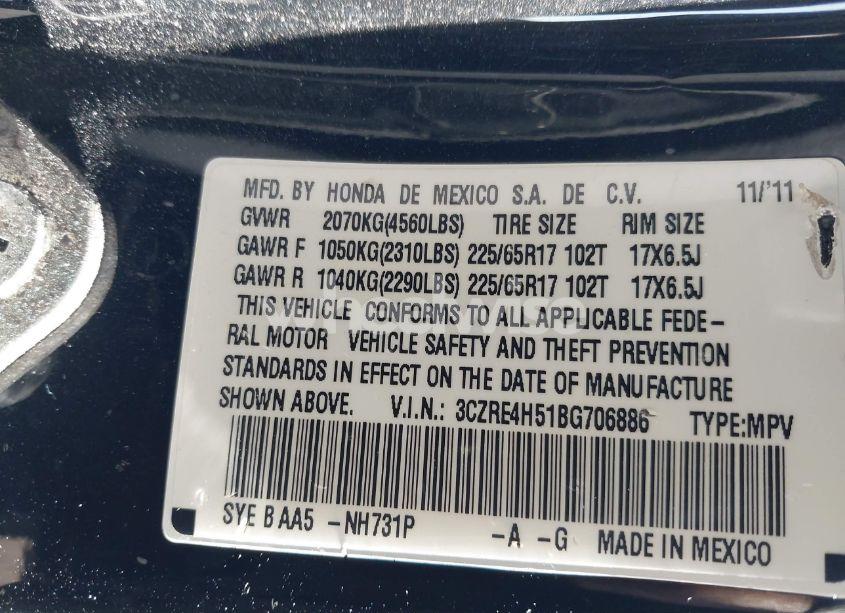 MFD. BY HONDA DE MEXICO S.A. DE C.V. 11/'11
GVWR 2070KG(4560LBS) TIRE SIZE RIM SIZE
GAWR F 1050KG(2310LBS) 225/65R17 102T 17X6.5J
GAWR R 1040KG(2290LBS) 225/65R17 102T 17X6.5J
THIS VEHICLE CONFORMS TO ALL APPLICABLE FEDE-
RAL MOTOR VEHICLE SAFETY AND THEFT PREVENTION
STANDARDS IN EFFECT ON THE DATE OF MANUFACTURE
SHOWN ABOVE. V.I.N.: 3CZRE4H51BG706886 TYPE:MPV
SYE B AA5 -NH731P -A -G MADE IN MEXICO